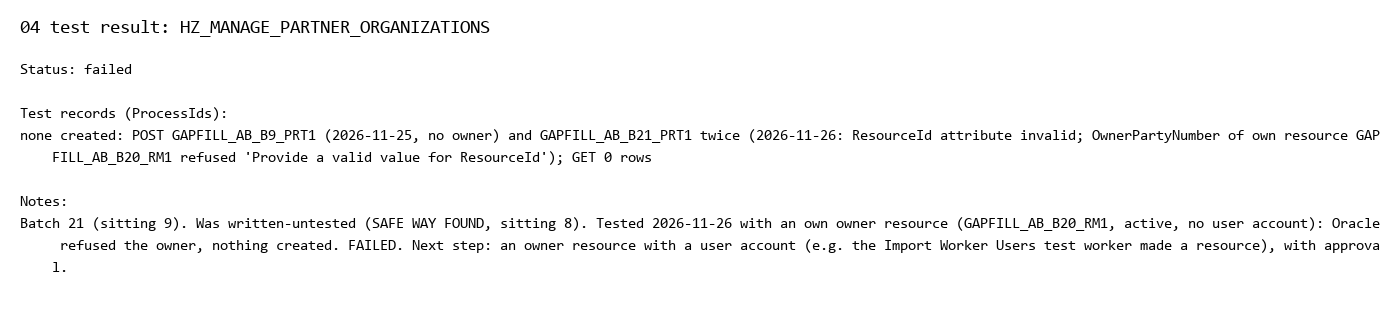 04 test result: HZ_MANAGE_PARTNER_ORGANIZATIONS
Status: failed
Test records (ProcessIds):
none created: POST GAPFILL_AB_B9_PRT1 (2026-11-25, no owner) and GAPFILL_AB_B21_PRT1 twice (2026-11-26: ResourceId attribute invalid; OwnerPartyNumber of own resource GAP
FILL_AB_B20_RM1 refused 'Provide a valid value for ResourceId'); GET 0 rows
Notes:
Batch 21 (sitting 9). Was written-untested (SAFE WAY FOUND, sitting 8). Tested 2026-11-26 with an own owner resource (GAPFILL_AB_B20_RM1, active, no user account): Oracle
refused the owner, nothing created. FAILED. Next step: an owner resource with a user account (e.g. the Import Worker Users test worker made a resource), with approva
l.